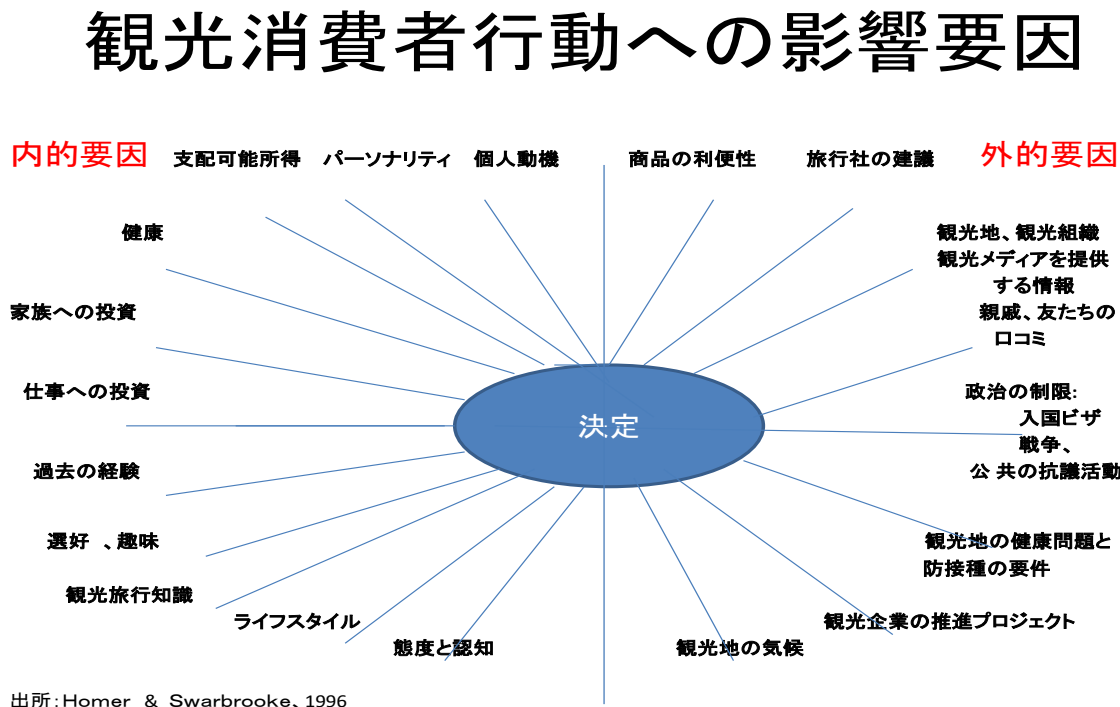 観光消費者行動への影響要因
内的要因
支配可能所得
パーソナリティ
個人動機
商品の利便性
旅行社の建議
外的要因
健康
家族への投資
仕事への投資
過去の経験
選好 、趣味
観光旅行知識
ライフスタイル
態度と認知
決定
観光地、観光組織
観光メディアを提供
する情報
親戚、友たちの
口コミ
政治の制限:
入国ビザ
戦争、
公 共の抗議活動
観光地の健康問題と
防接種の要件
観光企業の推進プロジェクト
観光地の気候
出所:Homer & Swarbrooke、1996